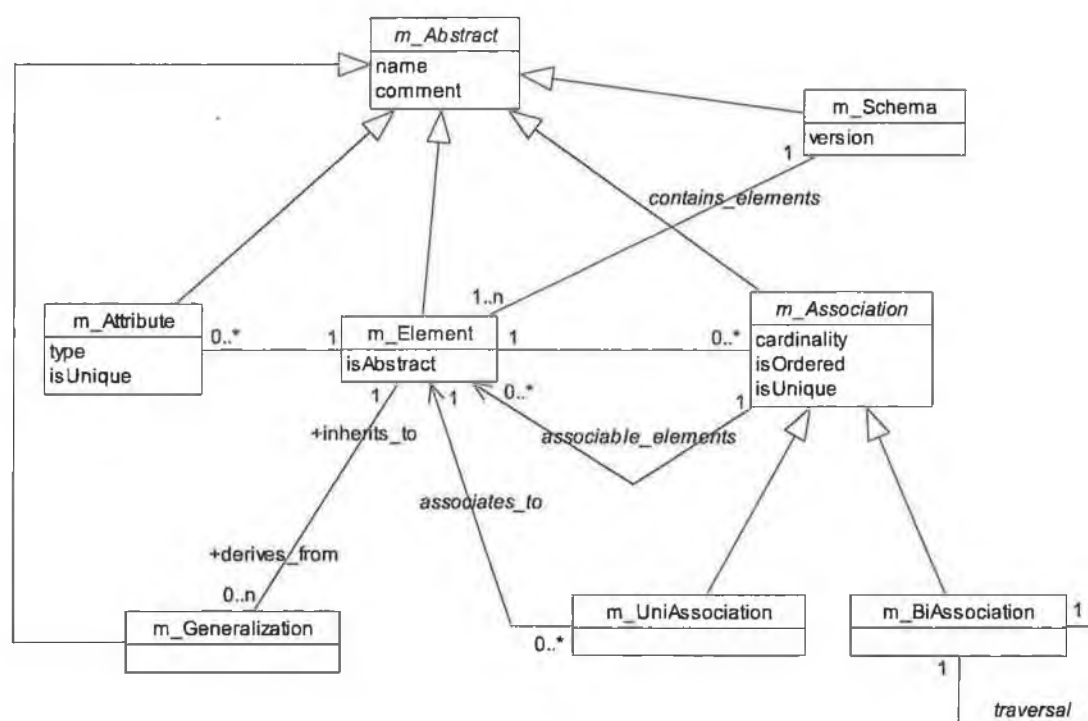 m_Abstract
name
comment
m_Schema
version
1
contains_elements
1..n
m_Attribute
type
isUnique
0..*
1
m_Element
isAbstract
1
0..*
m_Association
cardinality
isOrdered
isUnique
1
1
0..*
1
+inherits_to
associable_elements
associates_to
+derives_from
0..n
m_Generalization
0..*
m_UniAssociation
m_BiAssociation
1
1
traversal